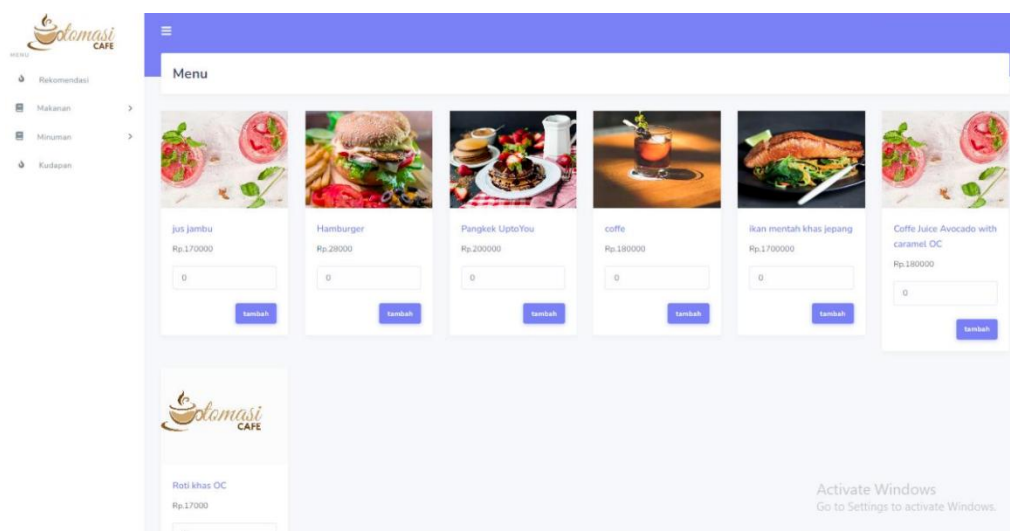 Otomasi
CAFE
MENU
Rekomendasi
Makanan
Minuman
Kudapan
Menu
jus jambu
Rp.170000
0
tambah
Hamburger
Rp.28000
0
tambah
Pangkek UptoYou
Rp.200000
0
tambah
coffe
Rp.180000
0
tambah
ikan mentah khas jepang
Rp.1700000
0
tambah
Coffe Juice Avocado with
caramel OC
Rp.180000
0
tambah
Otomasi
CAFE
Roti khas OC
Rp.17000
Activate Windows
Go to Settings to activate Windows.